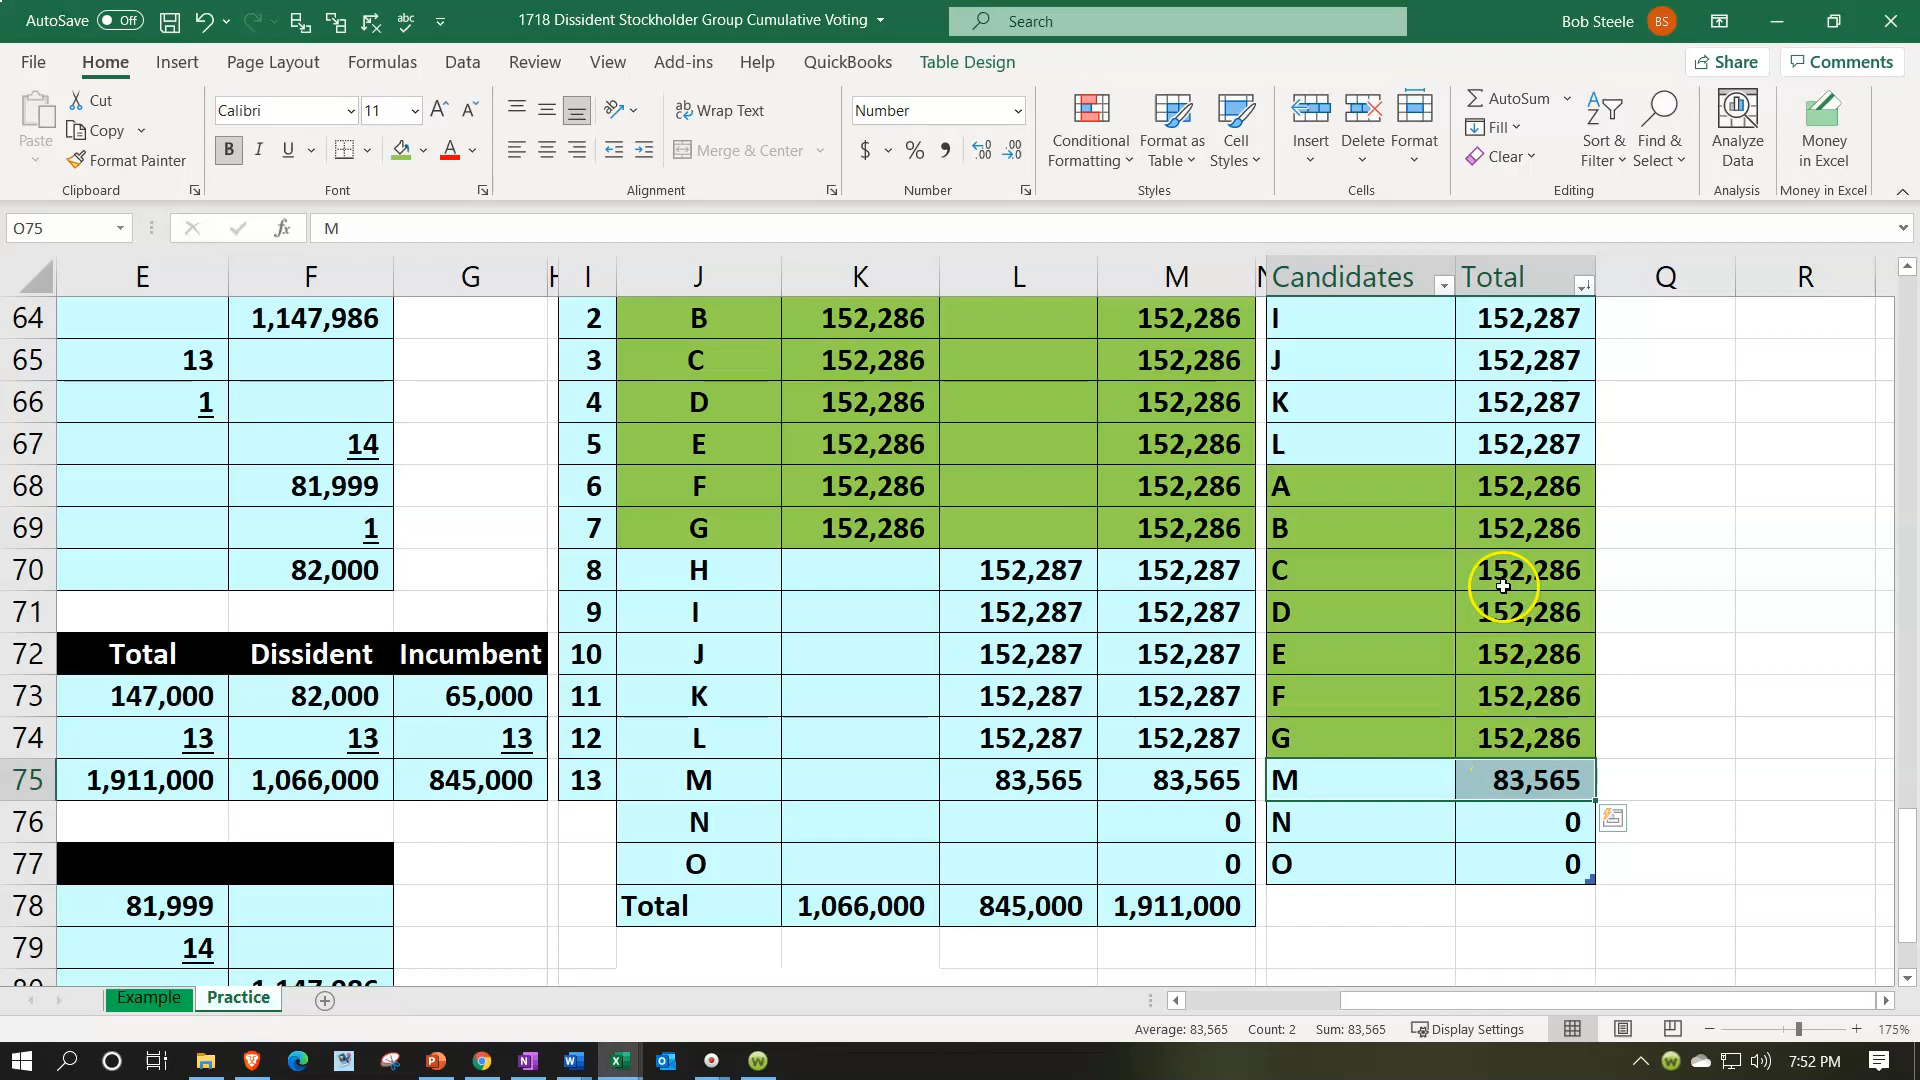 AutoSave Off 1718 Dissident Stockholder Group Cumulative Voting Search Bob Steele BS
File Home Insert Page Layout Formulas Data Review View Add-ins Help QuickBooks Table Design Share Comments
Paste Cut Copy Format Painter Clipboard
Calibri 11 B I U Font
Wrap Text Merge & Center Alignment
Number $ % Number
Conditional Formatting Format as Table Cell Styles Styles
Insert Delete Format Cells
AutoSum Fill Clear Sort & Filter Find & Select Editing
Analyze Data Analysis
Money in Excel Money in Excel
O75 fx M
E F G H I J K L M N Candidates Total Q R
64 1,147,986 2 B 152,286 152,286 I 152,287
65 13 3 C 152,286 152,286 J 152,287
66 1 4 D 152,286 152,286 K 152,287
67 14 5 E 152,286 152,286 L 152,287
68 81,999 6 F 152,286 152,286 A 152,286
69 1 7 G 152,286 152,286 B 152,286
70 82,000 8 H 152,287 152,287 C 152,286
71 9 I 152,287 152,287 D 152,286
72 Total Dissident Incumbent 10 J 152,287 152,287 E 152,286
73 147,000 82,000 65,000 11 K 152,287 152,287 F 152,286
74 13 13 13 12 L 152,287 152,287 G 152,286
75 1,911,000 1,066,000 845,000 13 M 83,565 83,565 M 83,565
76 N 0 N 0
77 O 0 O 0
78 81,999 Total 1,066,000 845,000 1,911,000
79 14
80 1,147,986
Example Practice
Average: 83,565 Count: 2 Sum: 83,565 Display Settings 175%
7:52 PM